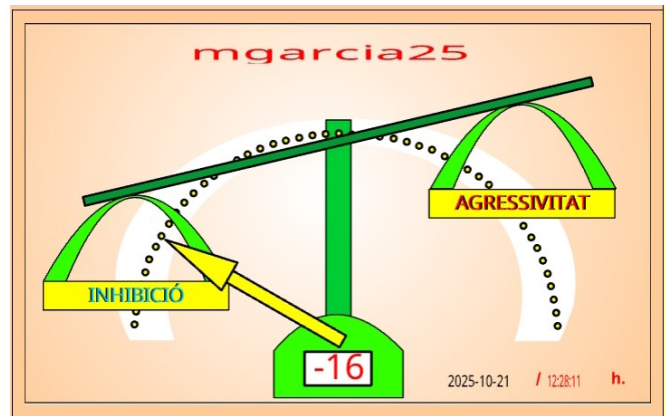 mgarcia25
AGRESSIVITAT
INHIBICIÓ
-16
2025-10-21 / 12:28:11 h.